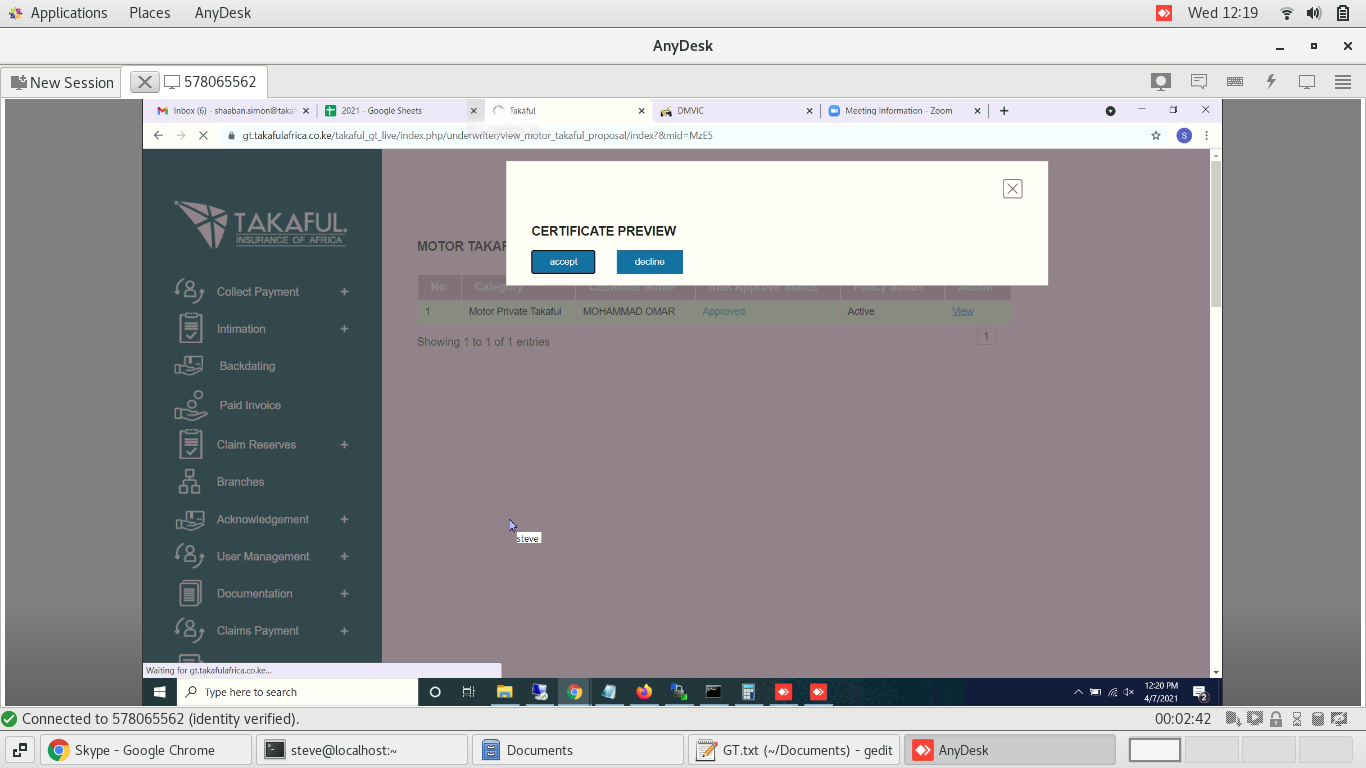 Applications Places AnyDesk Wed 12:19
AnyDesk
New Session 578065562
Inbox (6) - shaaban.simon@takaf 2021 - Google Sheets Takaful DMVIC Meeting Information - Zoom
gt.takafulafrica.co.ke/takaful_gt_live/index.php/underwriter/view_motor_takaful_proposal/index?&mid=MzE5 S
TAKAFUL.
INSURANCE OF AFRICA
CERTIFICATE PREVIEW
accept decline
MOTOR TAKAF
No Category Customer Name Risk Approve Status Policy Status Action
1 Motor Private Takaful MOHAMMAD OMAR Approved Active View
Showing 1 to 1 of 1 entries 1
Collect Payment +
Intimation +
Backdating
Paid Invoice
Claim Reserves +
Branches
Acknowledgement +
User Management +
Documentation +
Claims Payment +
steve
Waiting for gt.takafulafrica.co.ke...
Type here to search 12:20 PM
4/7/2021 2
Connected to 578065562 (identity verified). 00:02:42
Skype - Google Chrome steve@localhost:~ Documents GT.txt (~/Documents) - gedit AnyDesk